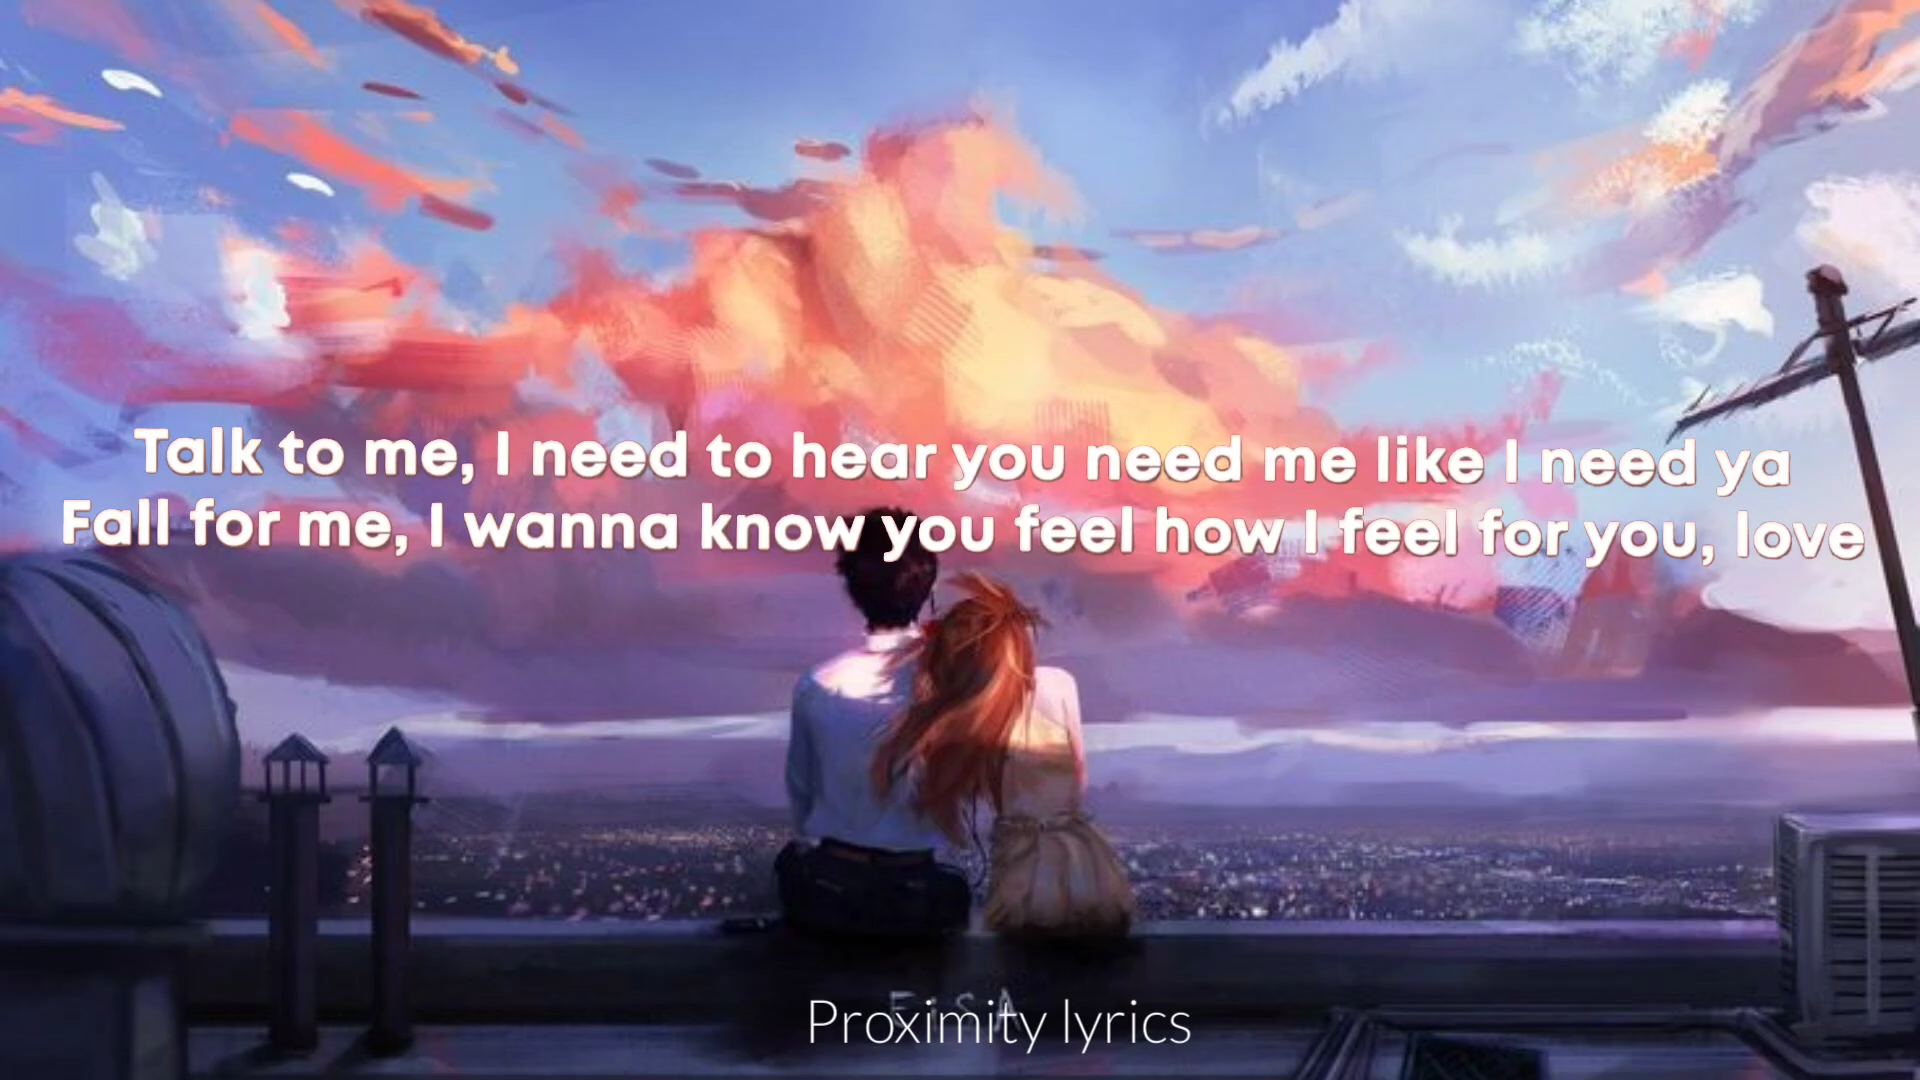 Talk to me, I need to hear you need me like I need ya
Fall for me, I wanna know you feel how I feel for you, love
Proximity lyrics